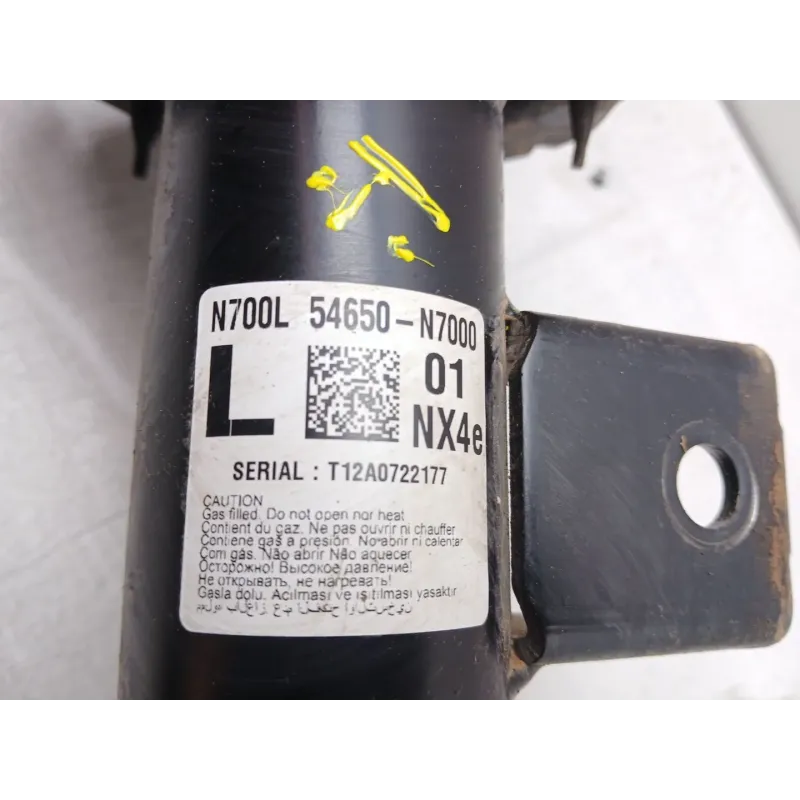 N700L 54650-N7000
L 01
NX4e
SERIAL : T12A0722177
CAUTION
Gas filled. Do not open nor heat
Contient du gaz. Ne pas ouvrir ni chauffer
Contiene gas a presión. No abrir ni calentar
Com gás. Não abrir Não aquecer
Осторожно! Высокое давление!
Не открывать, не нагревать!
Gasla dolu. Açılması ve ısıtılması yasaktır